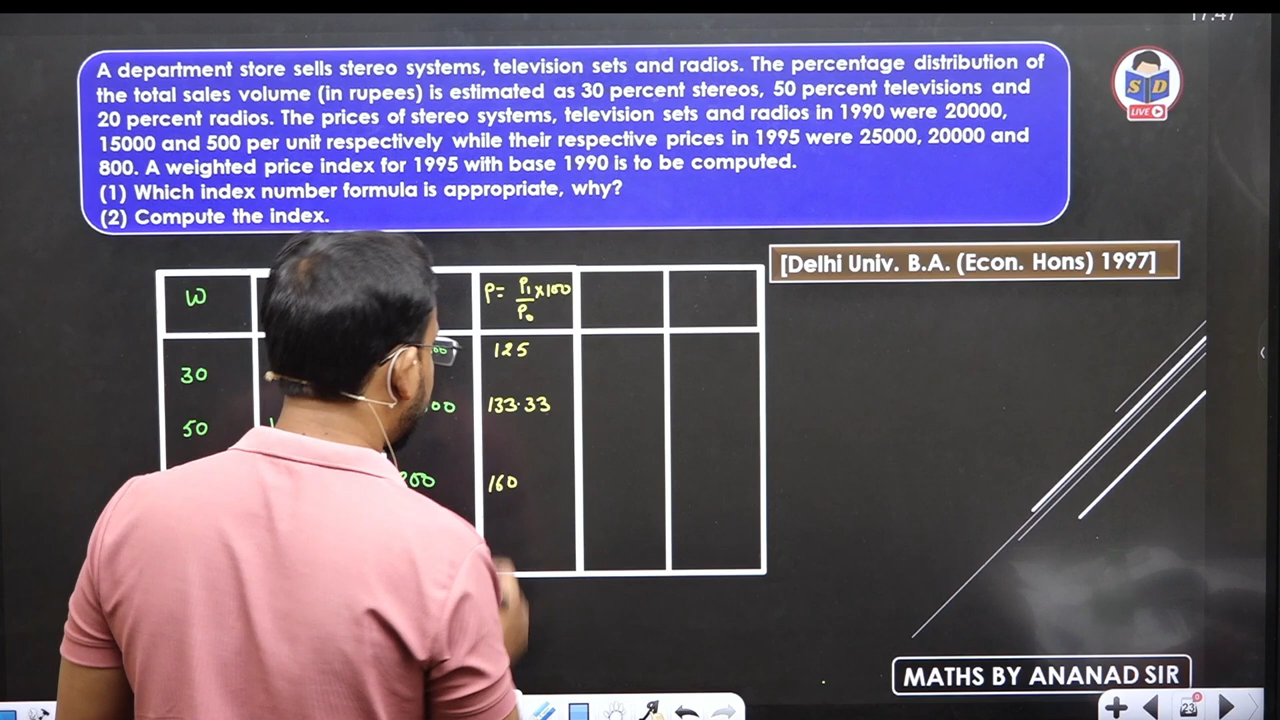 A department store sells stereo systems, television sets and radios. The percentage distribution of
the total sales volume (in rupees) is estimated as 30 percent stereos, 50 percent televisions and
20 percent radios. The prices of stereo systems, television sets and radios in 1990 were 20000,
15000 and 500 per unit respectively while their respective prices in 1995 were 25000, 20000 and
800. A weighted price index for 1995 with base 1990 is to be computed.
(1) Which index number formula is appropriate, why?
(2) Compute the index.
S D
LIVE
[Delhi Univ. B.A. (Econ. Hons) 1997]
W
P = P₁/P₀ x100
125
30
133.33
50
160
MATHS BY ANANAD SIR
23